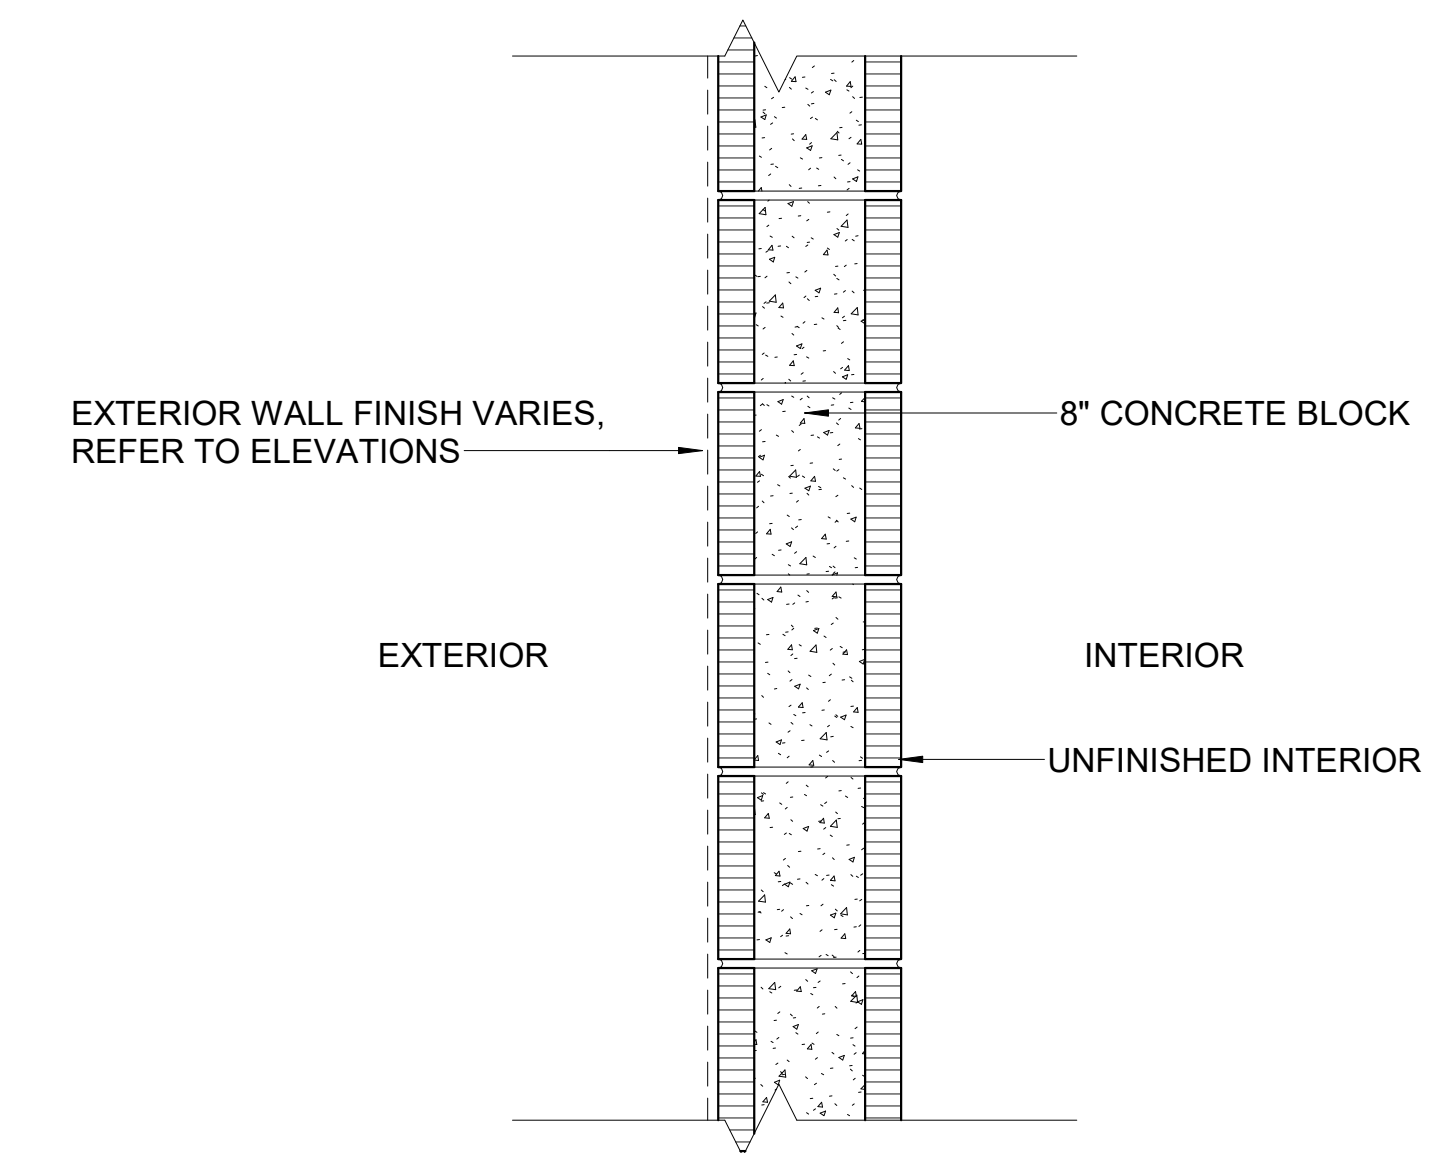 EXTERIOR WALL FINISH VARIES,
REFER TO ELEVATIONS
8" CONCRETE BLOCK
EXTERIOR
INTERIOR
UNFINISHED INTERIOR